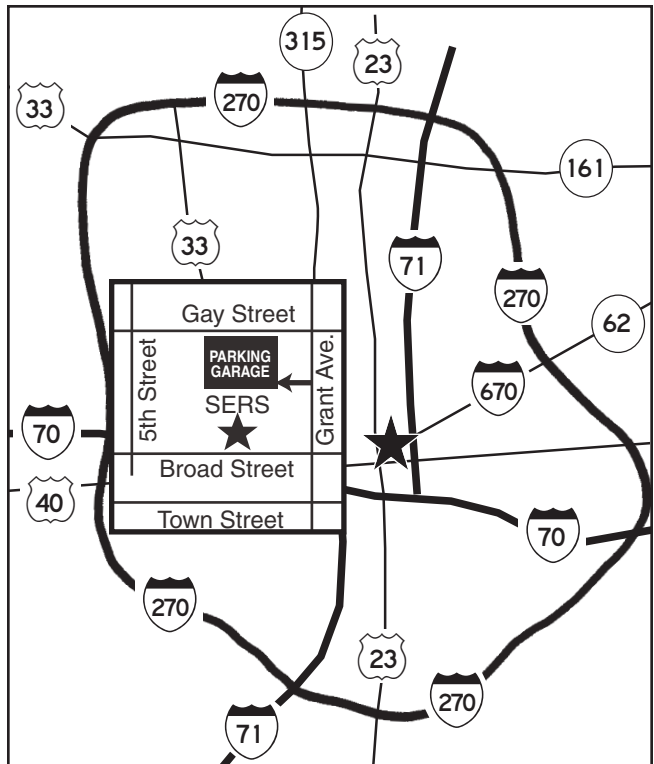 315
23
33
270
161
33
71
270
62
Gay Street
PARKING
GARAGE
5th Street
Grant Ave.
SERS
670
70
Broad Street
40
Town Street
70
270
23
270
71